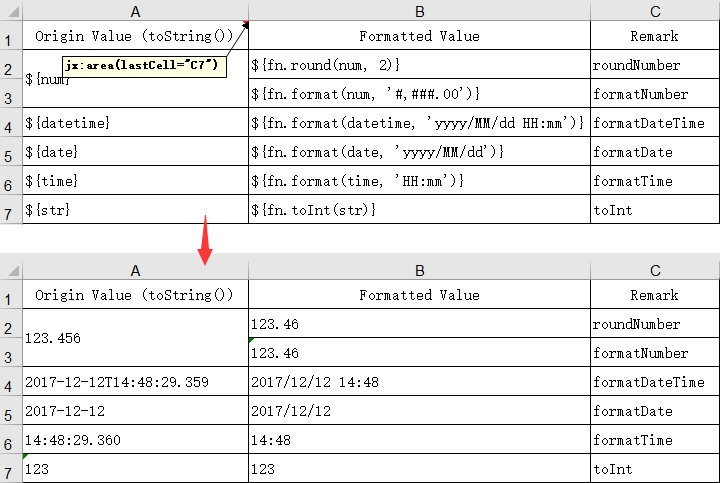 A B C
1 Origin Value (toString()) Formatted Value Remark
jx:area(lastCell="C7")
2 ${num} ${fn.round(num, 2)} roundNumber
3 ${fn.format(num, '#,###.00')} formatNumber
4 ${datetime} ${fn.format(datetime, 'yyyy/MM/dd HH:mm')} formatDateTime
5 ${date} ${fn.format(date, 'yyyy/MM/dd')} formatDate
6 ${time} ${fn.format(time, 'HH:mm')} formatTime
7 ${str} ${fn.toInt(str)} toInt
A B C
1 Origin Value (toString()) Formatted Value Remark
2 123.456 123.46 roundNumber
3 123.46 formatNumber
4 2017-12-12T14:48:29.359 2017/12/12 14:48 formatDateTime
5 2017-12-12 2017/12/12 formatDate
6 14:48:29.360 14:48 formatTime
7 123 123 toInt